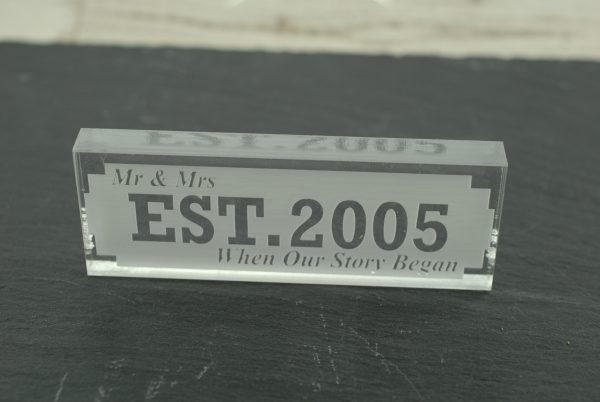 Mr & Mrs
EST.2005
When Our Story Began